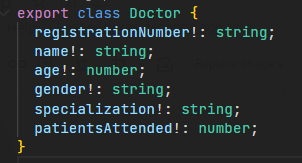 export class Doctor {
registrationNumber!: string;
name!: string;
age!: number;
gender!: string;
specialization!: string;
patientsAttended!: number;
}